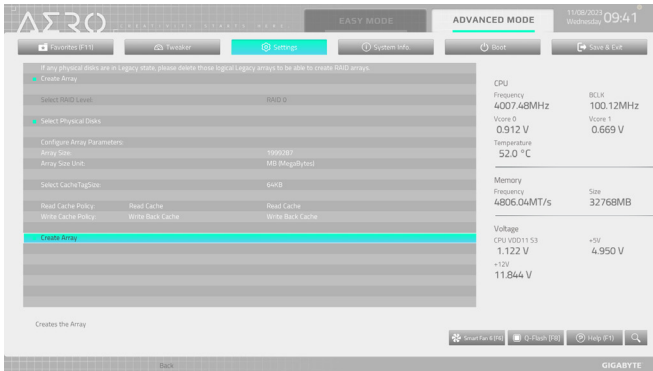 AERO
CREATIVITY STARTS HERE
EASY MODE
ADVANCED MODE
11/08/2023
Wednesday
09:41
Favorites (F11)
Tweaker
Settings
System Info.
Boot
Save & Exit
If any physical disks are in Legacy state, please delete those logical Legacy arrays to be able to create RAID arrays.
Create Array
Select RAID Level: RAID 0
Select Physical Disks
Configure Array Parameters:
Array Size: 1998287
Array Size Unit: MB (MegaBytes)
Select CacheTagSize: 64KB
Read Cache Policy: Read Cache Read Cache
Write Cache Policy: Write Back Cache Write Back Cache
Create Array
CPU
Frequency BCLK
4007.48MHz 100.12MHz
Vcore 0 Vcore 1
0.912 V 0.669 V
Temperature
52.0 °C
Memory
Frequency Size
4806.04MT/s 32768MB
Voltage
CPU VDD11 S3 +5V
1.122 V 4.950 V
+12V
11.844 V
Creates the Array
Smart Fan 6 (F6)
Q-Flash (F8)
Help (F1)
Back
GIGABYTE